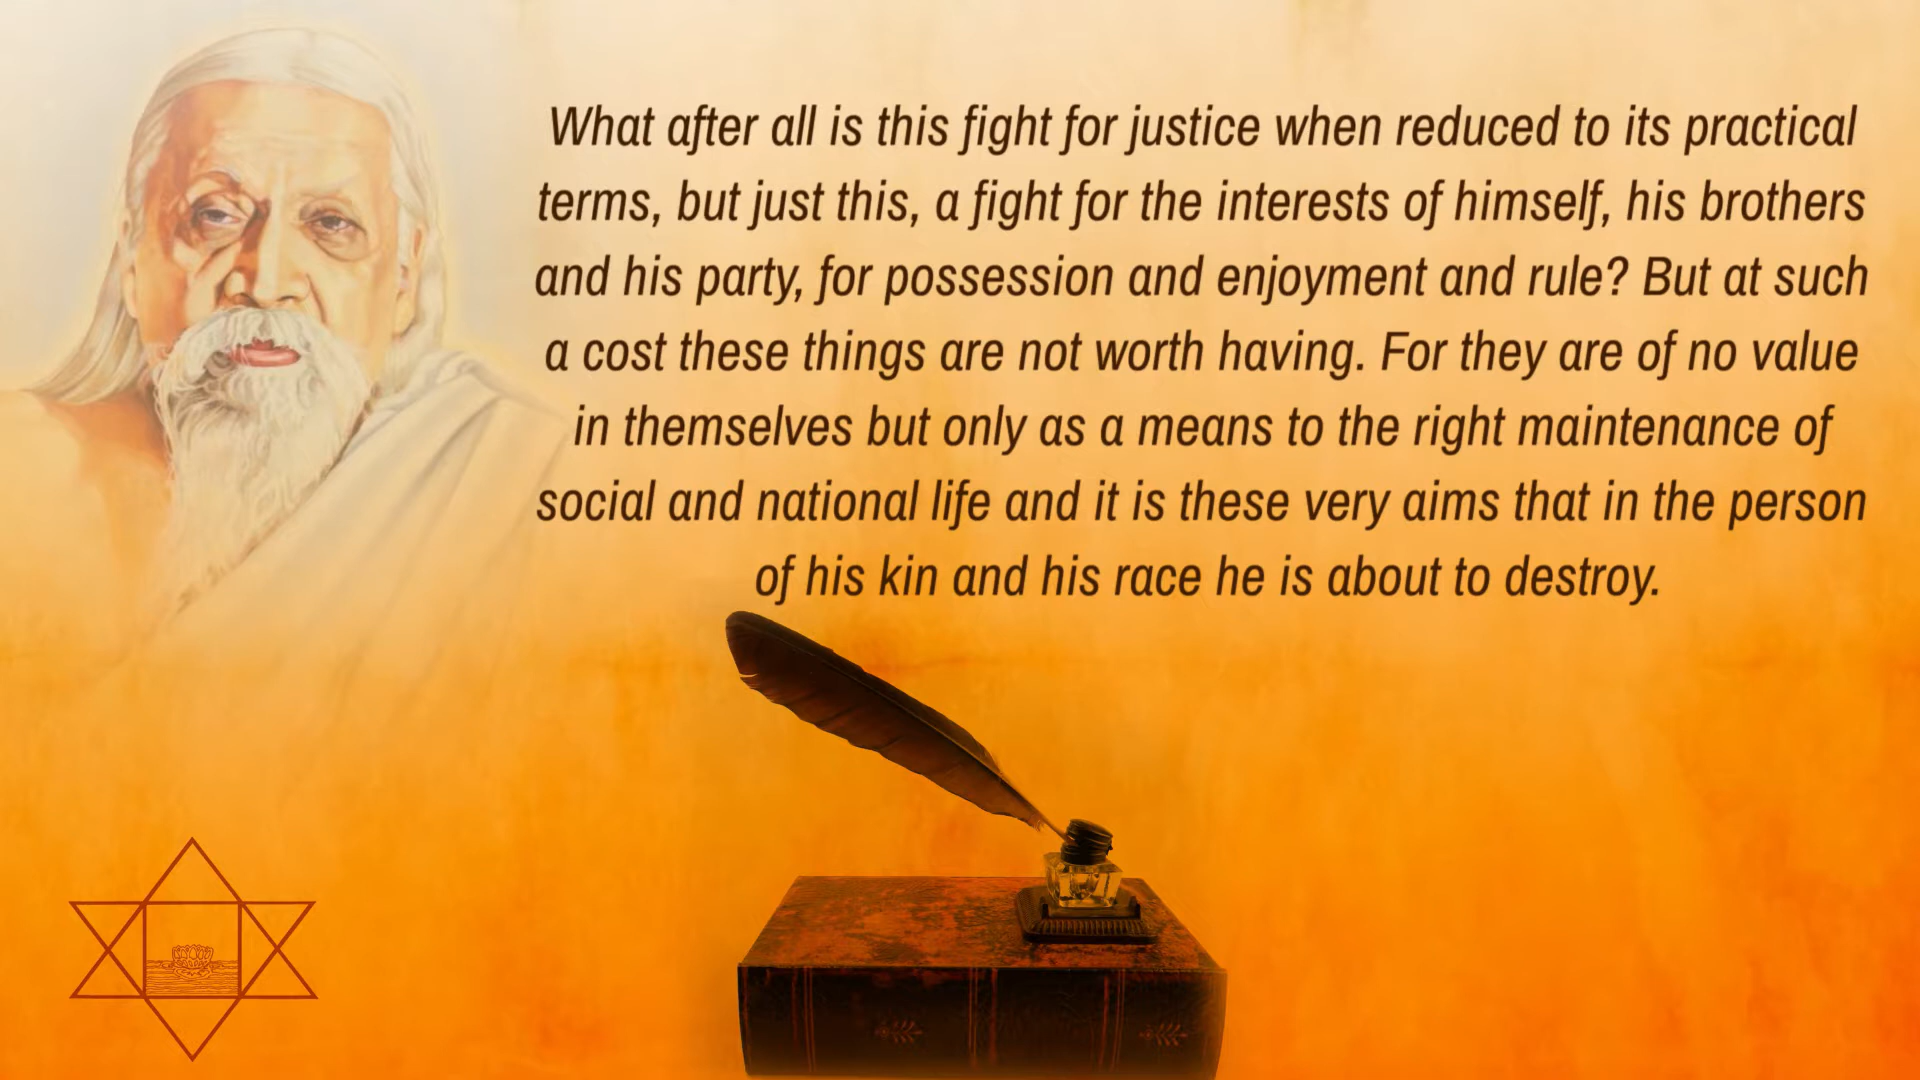 What after all is this fight for justice when reduced to its practical
terms, but just this, a fight for the interests of himself, his brothers
and his party, for possession and enjoyment and rule? But at such
a cost these things are not worth having. For they are of no value
in themselves but only as a means to the right maintenance of
social and national life and it is these very aims that in the person
of his kin and his race he is about to destroy.